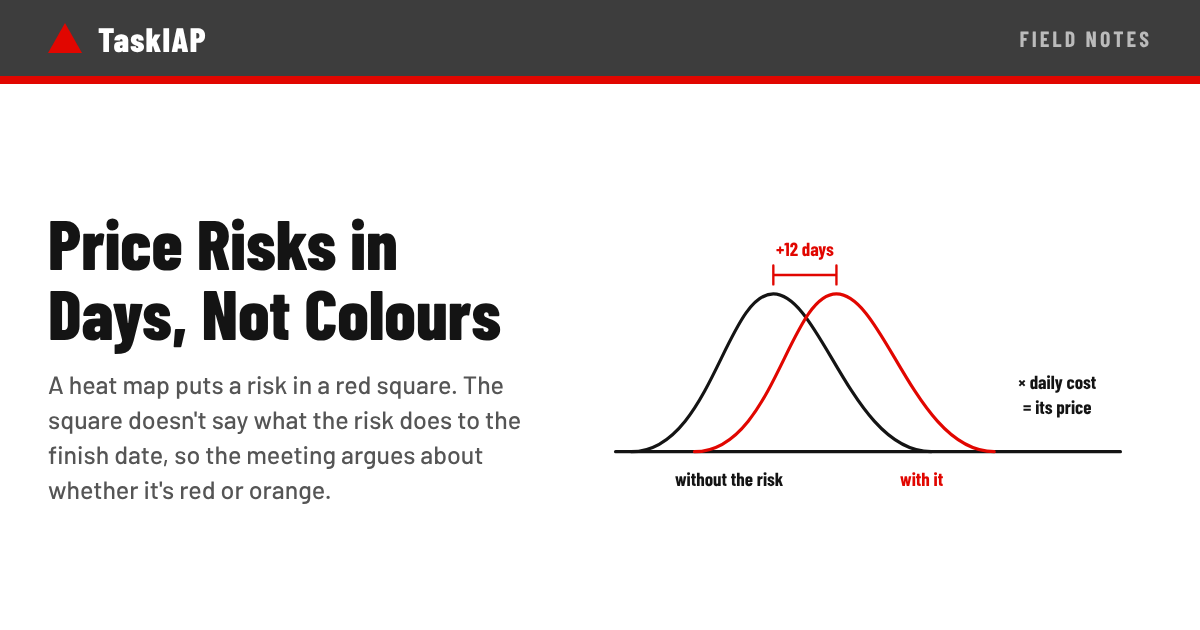 TaskIAP
FIELD NOTES
Price Risks in
Days, Not Colours
A heat map puts a risk in a red square. The
square doesn't say what the risk does to the
finish date, so the meeting argues about
whether it's red or orange.
+12 days
× daily cost
= its price
without the risk
with it